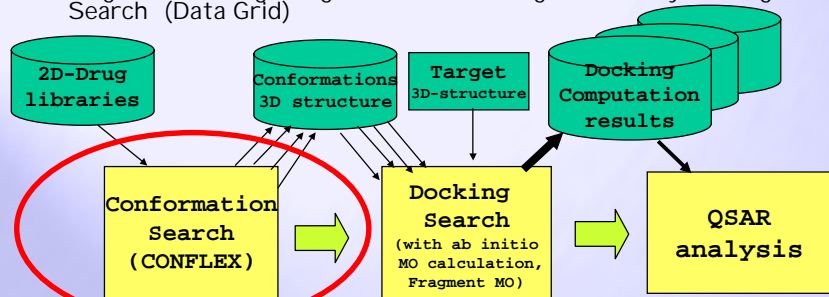 Search (Data Grid)
2D-Drug
libraries
Conformations
3D structure
Target
3D-structure
Docking
Computation
results
Conformation
Search
(CONFLEX)
Docking
Search
(with ab initio
MO calculation,
Fragment MO)
QSAR
analysis